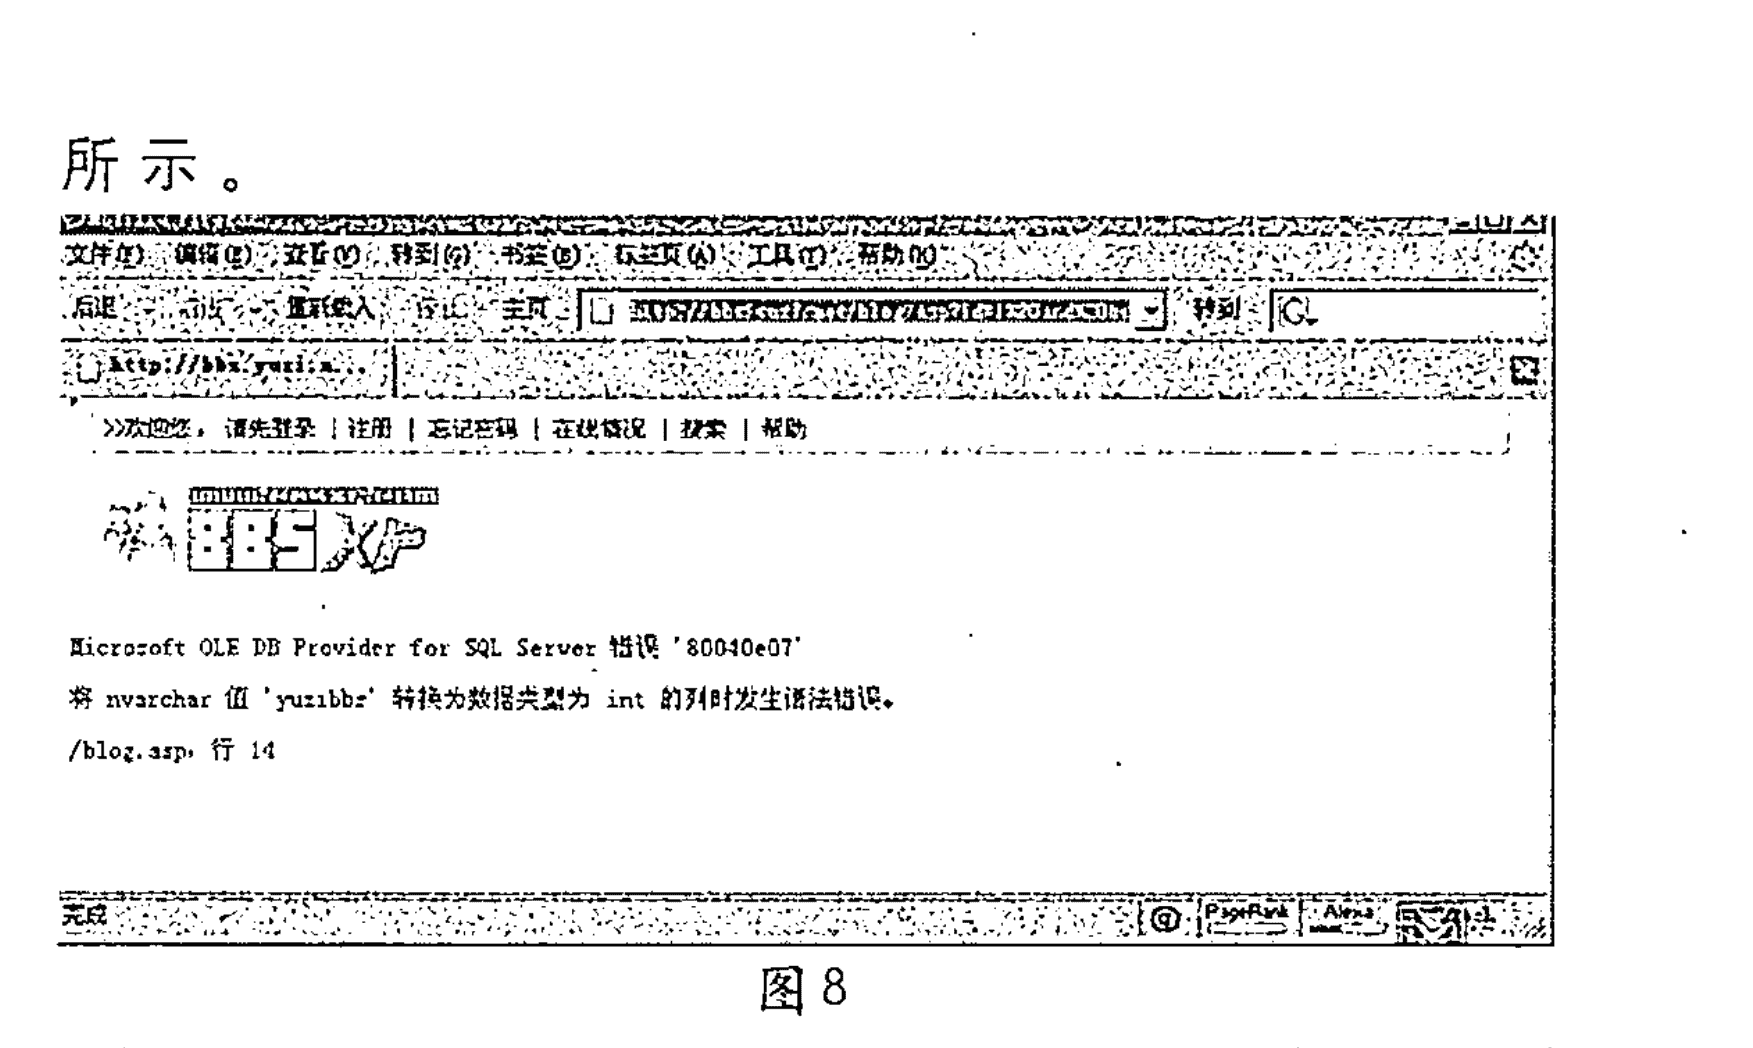 所示。
文件(F) 编辑(E) 查看(V) 转到(G) 书签(B) 标签页(A) 工具(T) 帮助(H)
后退 重新载入 主页 转到
>>欢迎您，请先登录 | 注册 | 忘记密码 | 在线情况 | 搜索 | 帮助
BBS XP
Microsoft OLE DB Provider for SQL Server 错误 '80040e07'
将 nvarchar 值 'yuzibbs' 转换为数据类型为 int 的列时发生语法错误。
/blog.asp，行 14
完成 PageRank Alexa
图8